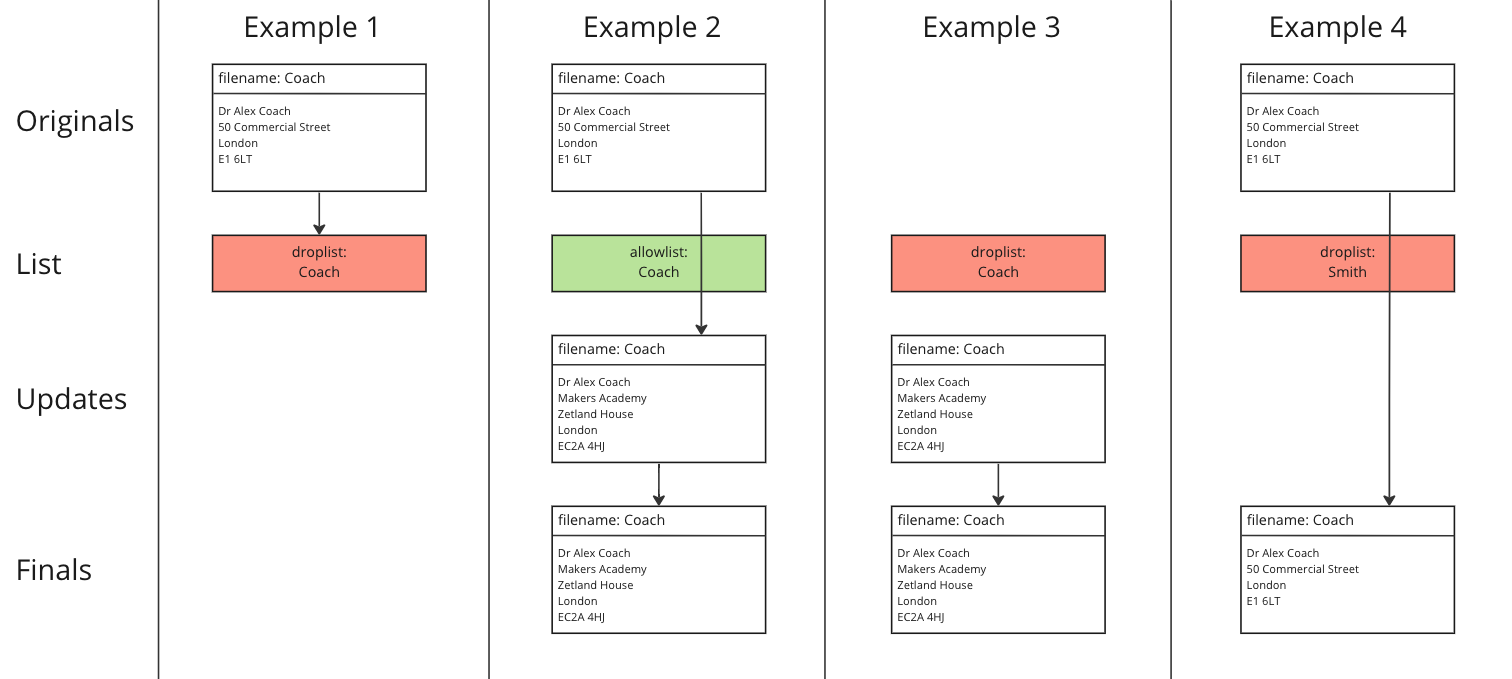 Example 1
Example 2
Example 3
Example 4
Originals
filename: Coach
Dr Alex Coach
50 Commercial Street
London
E1 6LT
filename: Coach
Dr Alex Coach
50 Commercial Street
London
E1 6LT
filename: Coach
Dr Alex Coach
50 Commercial Street
London
E1 6LT
List
droplist:
Coach
allowlist:
Coach
droplist:
Coach
droplist:
Smith
Updates
filename: Coach
Dr Alex Coach
Makers Academy
Zetland House
London
EC2A 4HJ
filename: Coach
Dr Alex Coach
Makers Academy
Zetland House
London
EC2A 4HJ
Finals
filename: Coach
Dr Alex Coach
Makers Academy
Zetland House
London
EC2A 4HJ
filename: Coach
Dr Alex Coach
Makers Academy
Zetland House
London
EC2A 4HJ
filename: Coach
Dr Alex Coach
50 Commercial Street
London
E1 6LT